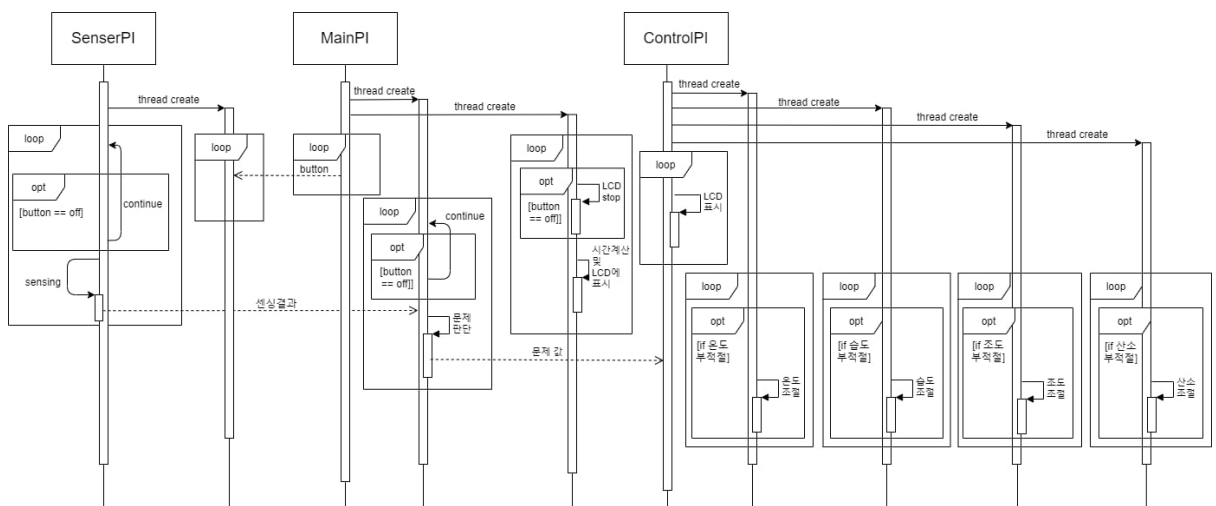 SenserPI
MainPI
ControlPI
thread create
thread create
thread create
thread create
thread create
thread create
thread create
loop
loop
loop
loop
loop
button
opt
[button == off]
continue
opt
[button
== off]]
LCD
stop
LCD
표시
loop
continue
opt
[button
== off]]
시간계산
및
LCD에
표시
sensing
센싱결과
문제
판단
문제 값
loop
loop
loop
loop
opt
opt
opt
opt
[if 온도
부적절]
[if 습도
부적절]
[if 조도
부적절]
[if 산소
부적절]
온도
조절
습도
조절
조도
조절
산소
조절